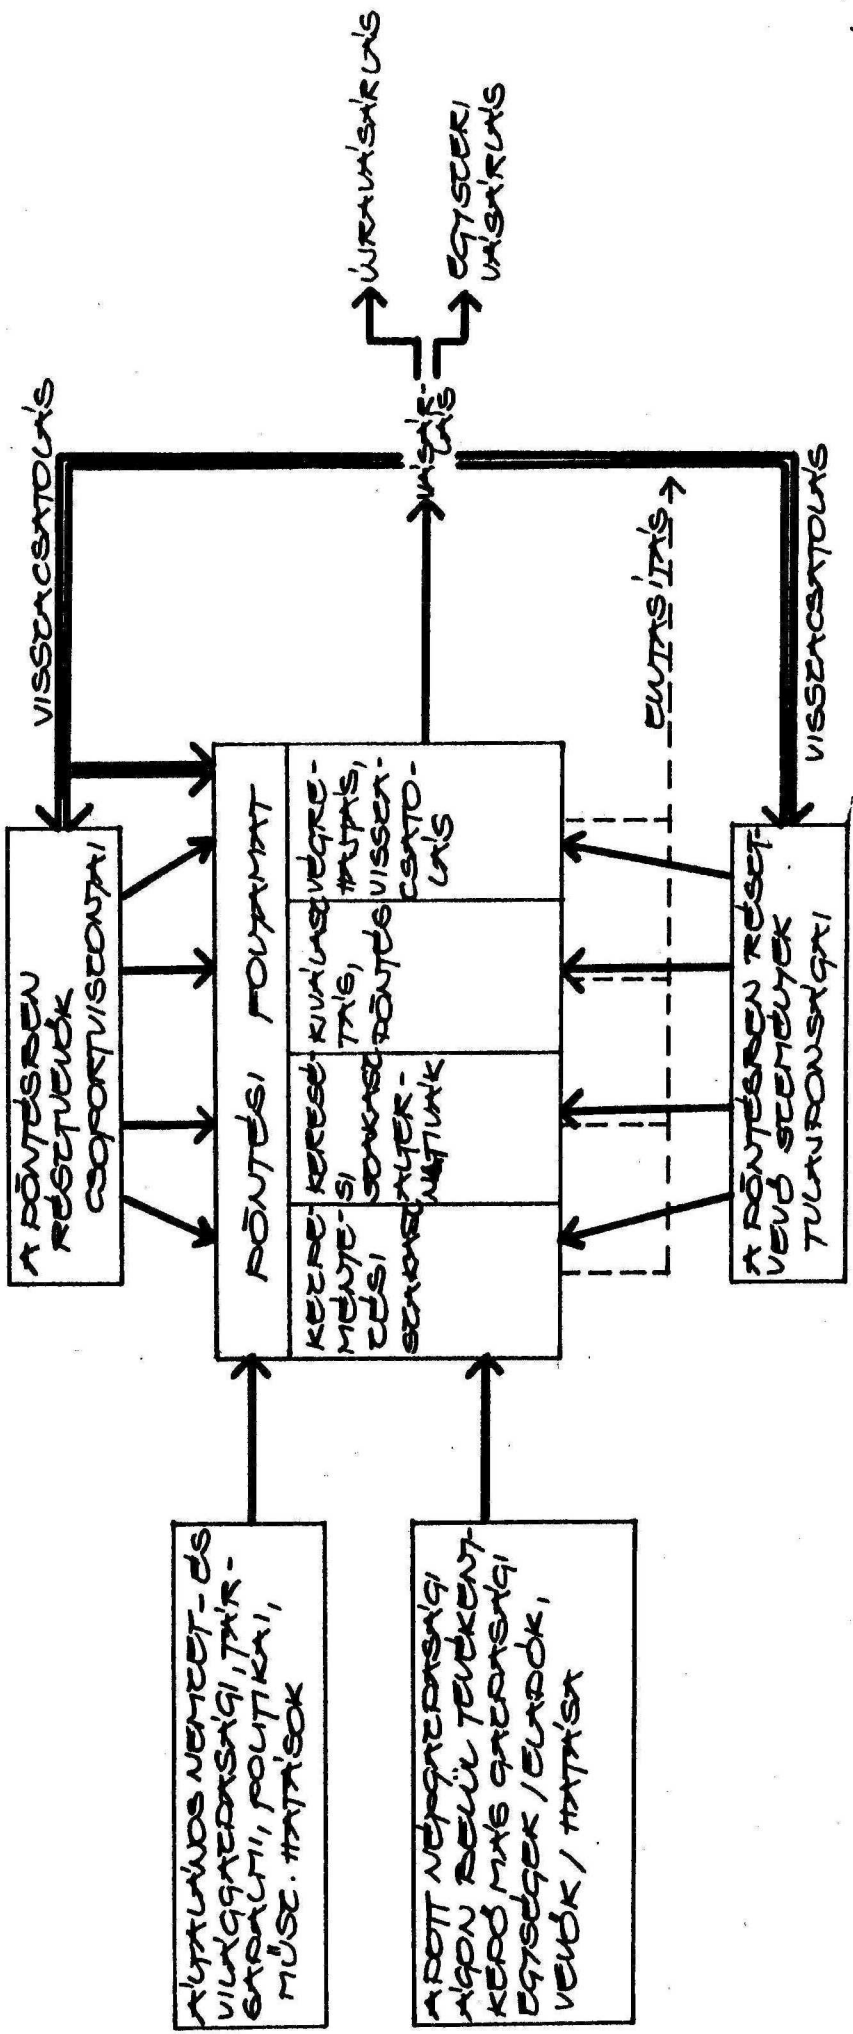 ÁLTALÁNOS NEMZET- ÉS
VILÁGGAZDASÁGI, TÁR-
SADALMI, POLITIKAI,
MŰSZ. HATÁSOK
ADOTT NÉPGAZDASÁGI
ÁGON BELÜL TEVÉKENY-
KEDŐ MÁS GAZDASÁGI
EGYSÉGEK / ELADÓK,
VEVŐK / HATÁSA
A DÖNTÉSBEN
RÉSZTVEVŐK
CSOPORTVISZONYAI
DÖNTÉSI FOLYAMAT
KEZDE-
MÉNYE-
ZÉSI
SZAKASZ
KERESÉ-
SI
SZAKASZ
ALTER-
NATÍVÁK
KIVÁLASZ
TÁS,
DÖNTÉS
VÉGRE-
HAJTÁS,
VISSZA-
CSATO-
LÁS
A DÖNTÉSBEN RÉSZT-
VEVŐ SZEMÉLYEK
TULAJDONSÁGAI
VISSZACSATOLÁS
ELUTASÍTÁS
VISSZACSATOLÁS
VÁSÁR-
LÁS
ÚJRAVÁSÁRLÁS
EGYSZERI
VÁSÁRLÁS